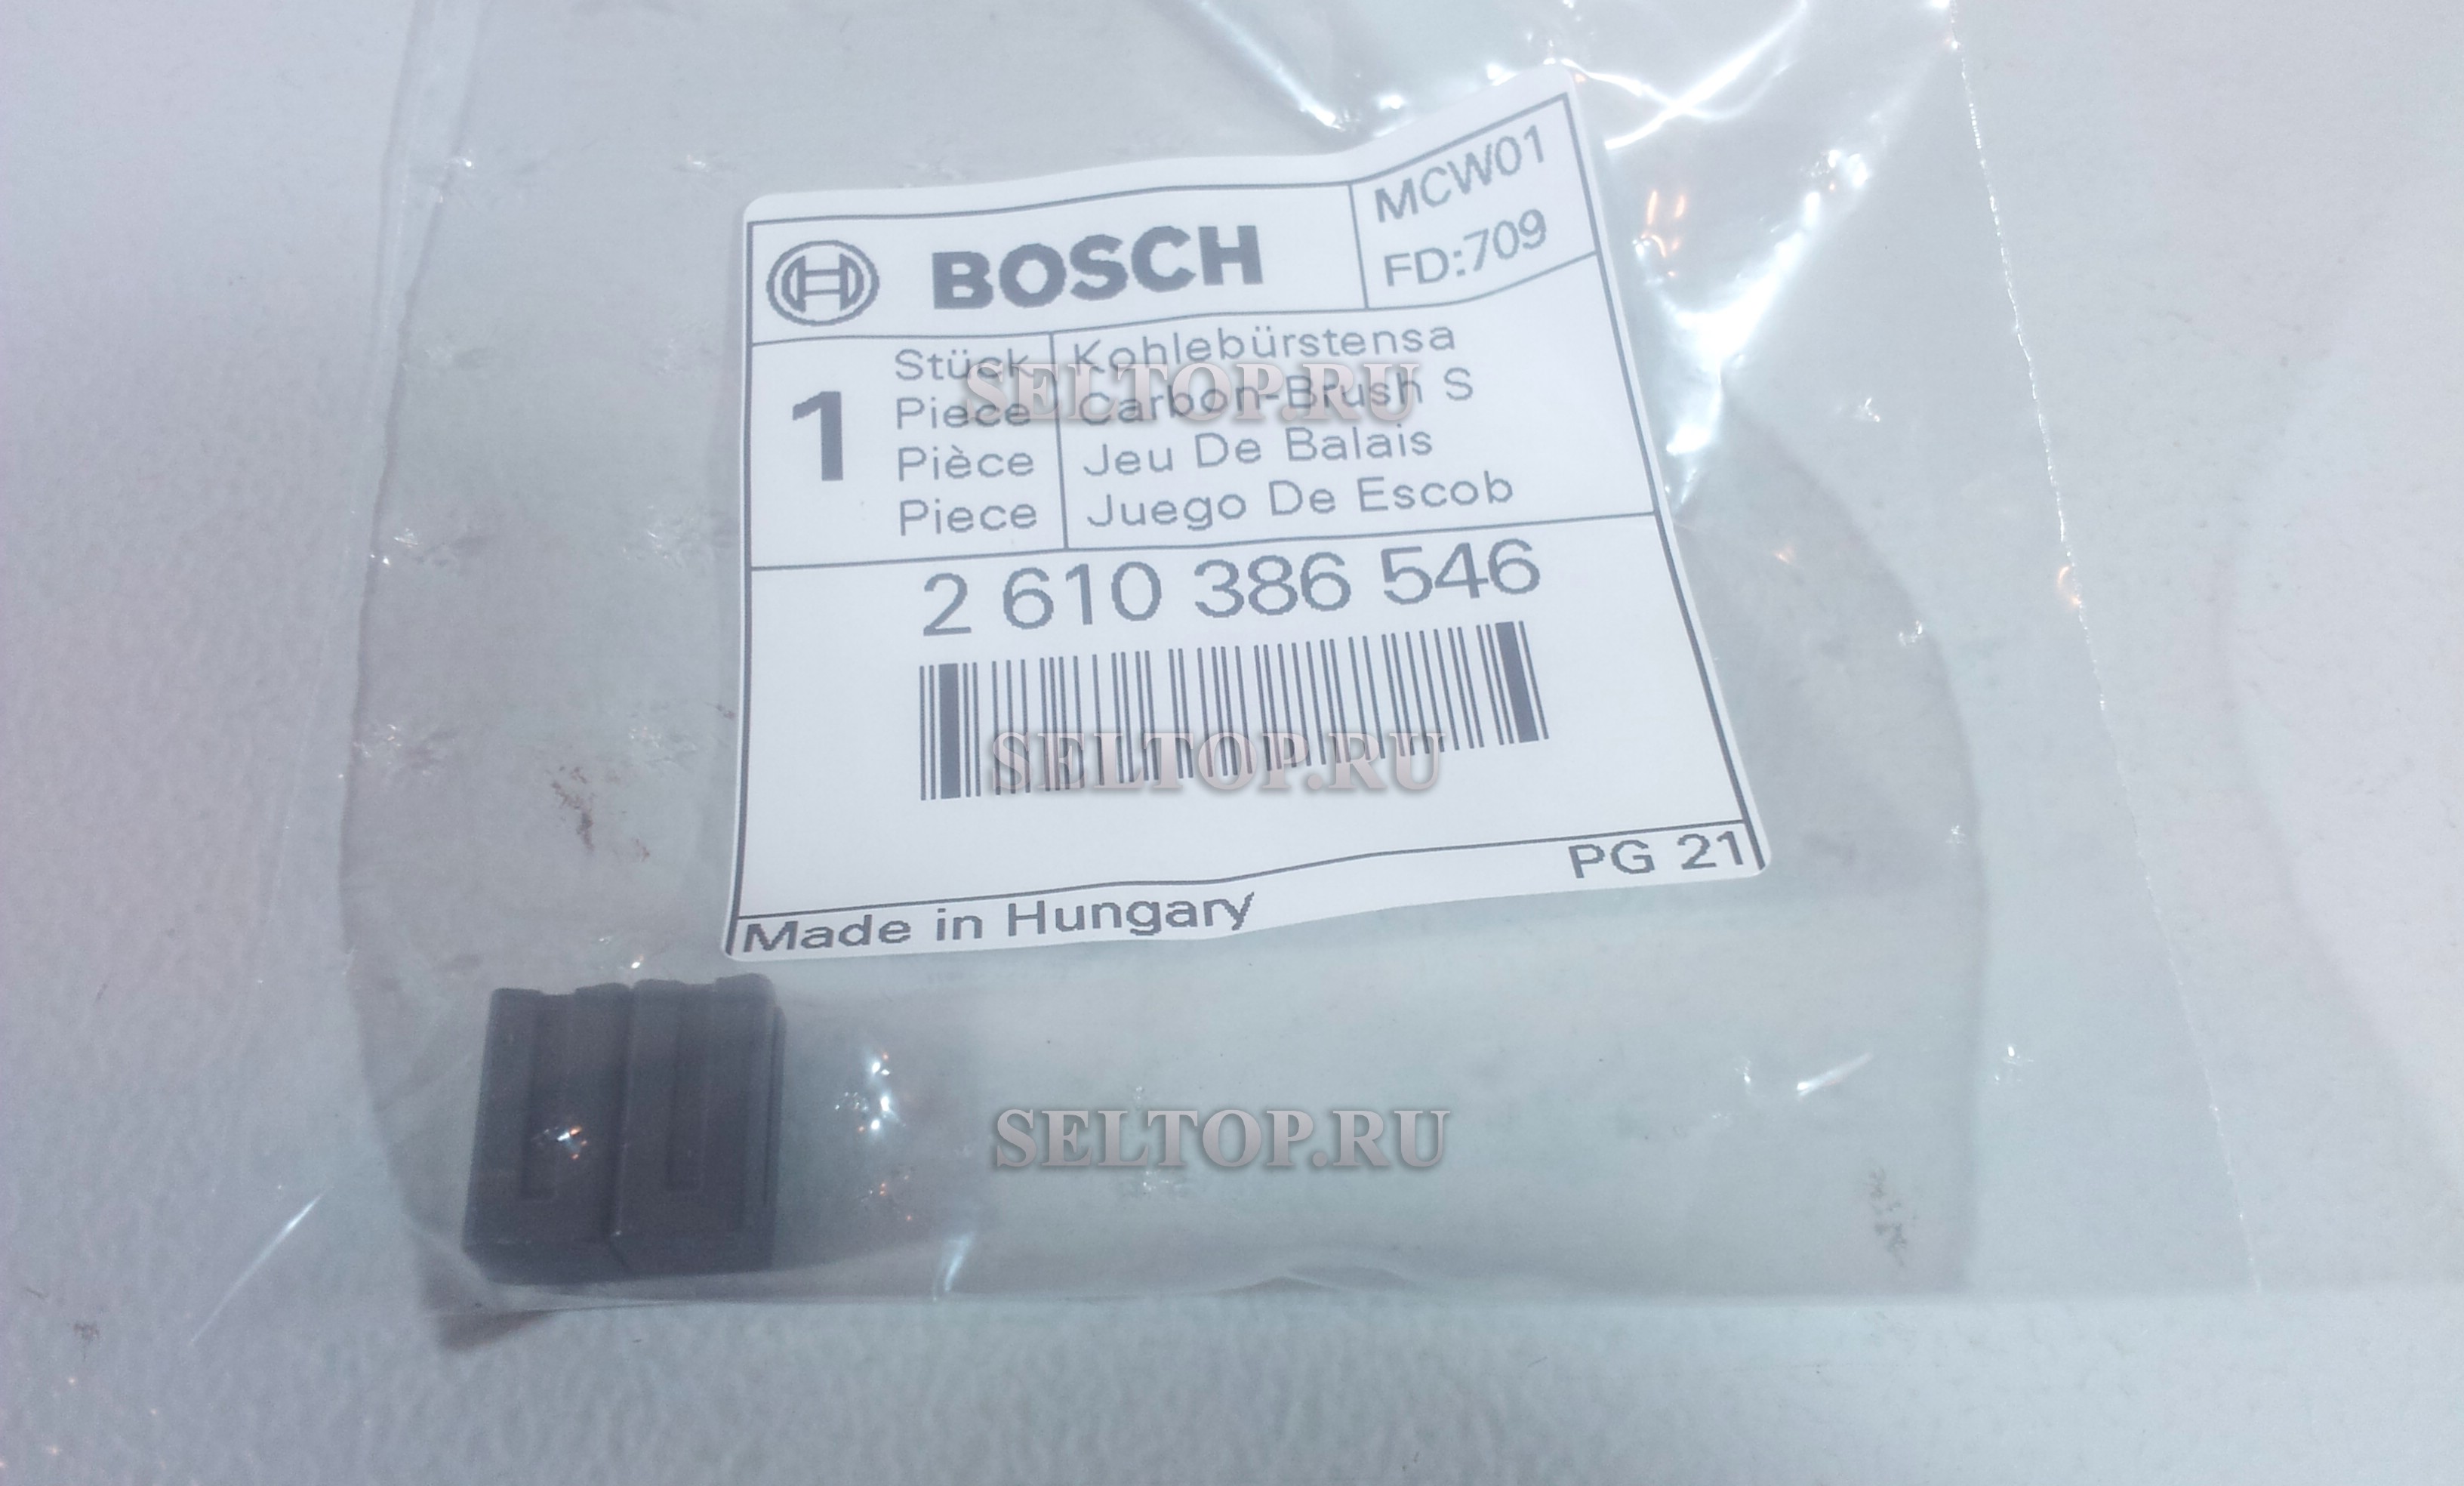 BOSCH
MCW01
FD:709
1
Stück
Piece
Pièce
Piece
Kohlebürstensa
Carbon-Brush S
Jeu De Balais
Juego De Escob
SELTOP.RU
2 610 386 546
SELTOP.RU
PG 21
Made in Hungary
SELTOP.RU